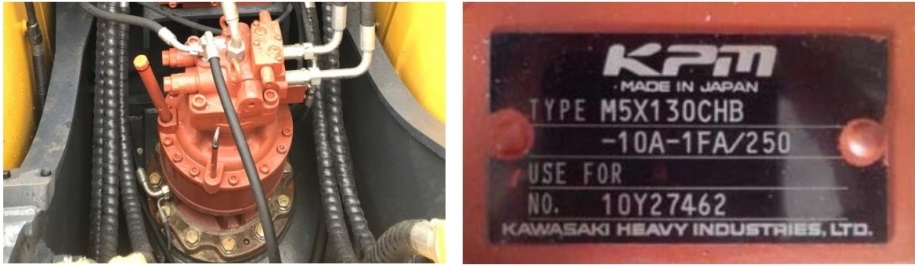 KPM
MADE IN JAPAN
TYPE M5X130CHB
-10A-1FA/250
USE FOR
NO. 10Y27462
KAWASAKI HEAVY INDUSTRIES, LTD.